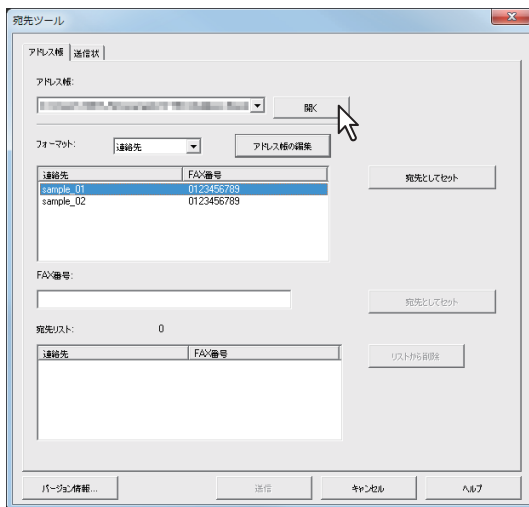 宛先ツール
アドレス帳 送信状
アドレス帳:
開く
フォーマット: 連絡先 アドレス帳の編集
連絡先 FAX番号 宛先としてセット
sample_01 0123456789
sample_02 0123456789
FAX番号:
宛先としてセット
宛先リスト: 0
連絡先 FAX番号 リストから削除
バージョン情報... 送信 キャンセル ヘルプ